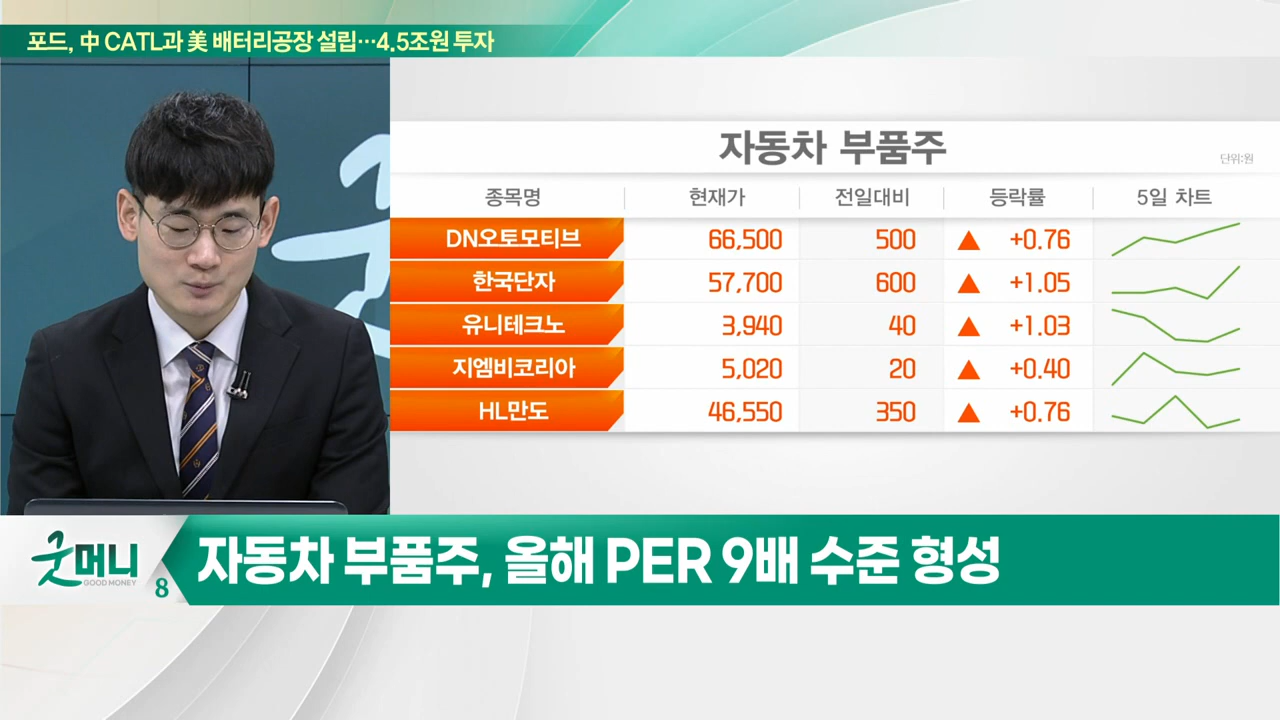 포드, 中 CATL과 美 배터리공장 설립…4.5조원 투자
자동차 부품주
단위:원
종목명 현재가 전일대비 등락률 5일 차트
DN오토모티브 66,500 500 ▲ +0.76
한국단자 57,700 600 ▲ +1.05
유니테크노 3,940 40 ▲ +1.03
지엠비코리아 5,020 20 ▲ +0.40
HL만도 46,550 350 ▲ +0.76
굿머니
GOOD MONEY
8
자동차 부품주, 올해 PER 9배 수준 형성